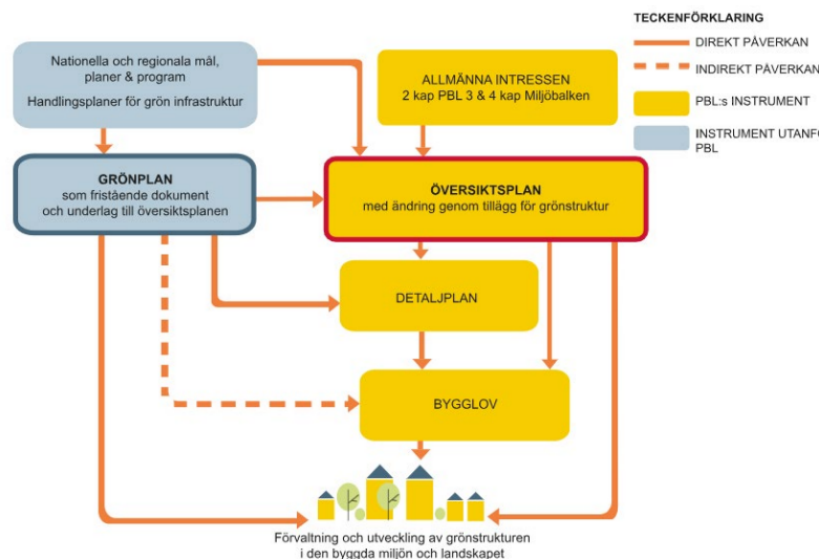 TECKENFÖRKLARING
DIREKT PÅVERKAN
INDIREKT PÅVERKAN
PBL:s INSTRUMENT
INSTRUMENT UTANF
PBL
Nationella och regionala mål,
planer & program
Handlingsplaner för grön infrastruktur
ALLMÄNNA INTRESSEN
2 kap PBL 3 & 4 kap Miljöbalken
GRÖNPLAN
som fristående dokument
och underlag till översiktsplanen
ÖVERSIKTSPLAN
med ändring genom tillägg för grönstruktur
DETALJPLAN
BYGGLOV
Förvaltning och utveckling av grönstrukturen
i den byggda miljön och landskapet